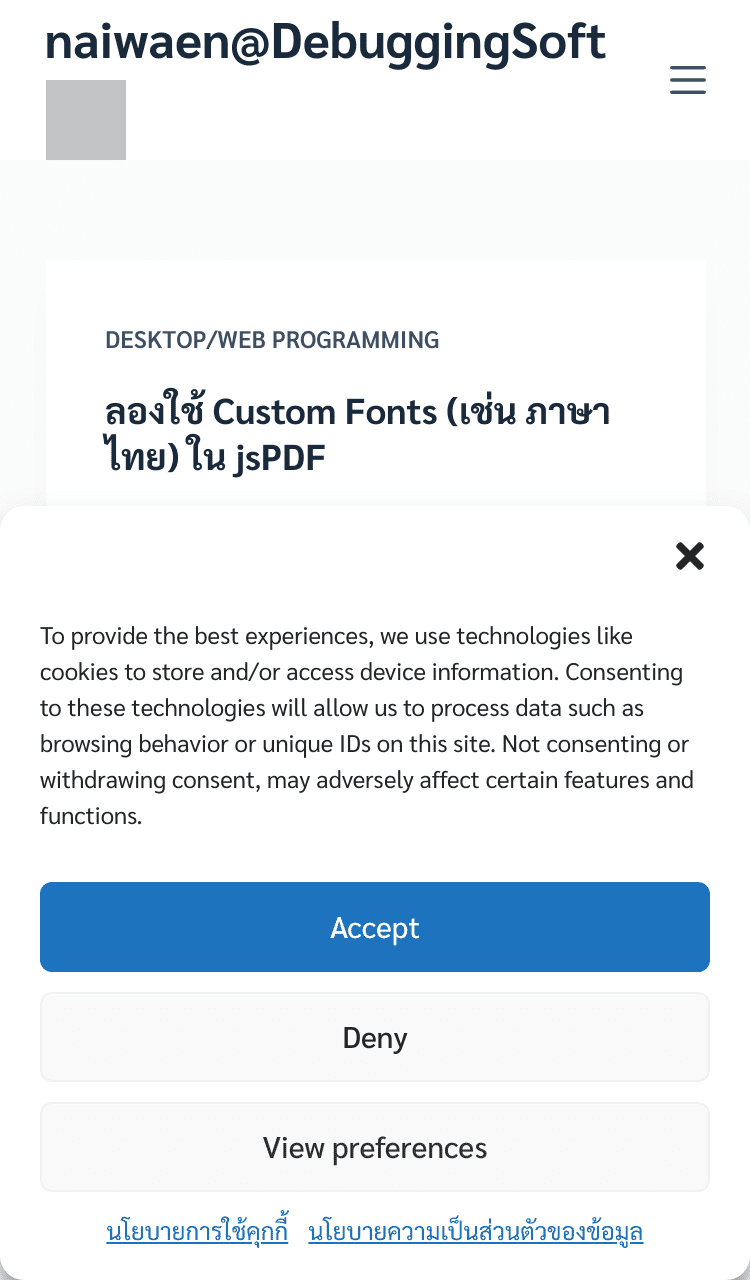 naiwaen@DebuggingSoft
DESKTOP/WEB PROGRAMMING
ลองใช้ Custom Fonts (เช่น ภาษา
ไทย) ใน jsPDF
To provide the best experiences, we use technologies like
cookies to store and/or access device information. Consenting
to these technologies will allow us to process data such as
browsing behavior or unique IDs on this site. Not consenting or
withdrawing consent, may adversely affect certain features and
functions.
Accept
Deny
View preferences
นโยบายการใช้คุกกี้ นโยบายความเป็นส่วนตัวของข้อมูล